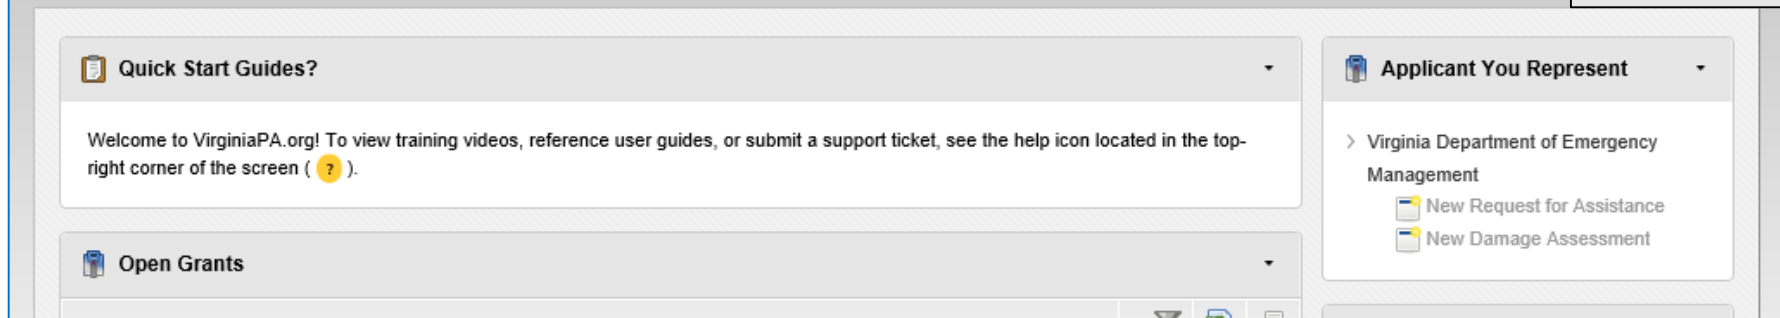 Quick Start Guides?
Welcome to VirginiaPA.org! To view training videos, reference user guides, or submit a support ticket, see the help icon located in the top-
right corner of the screen ( ? ).
Open Grants
Applicant You Represent
Virginia Department of Emergency
Management
New Request for Assistance
New Damage Assessment